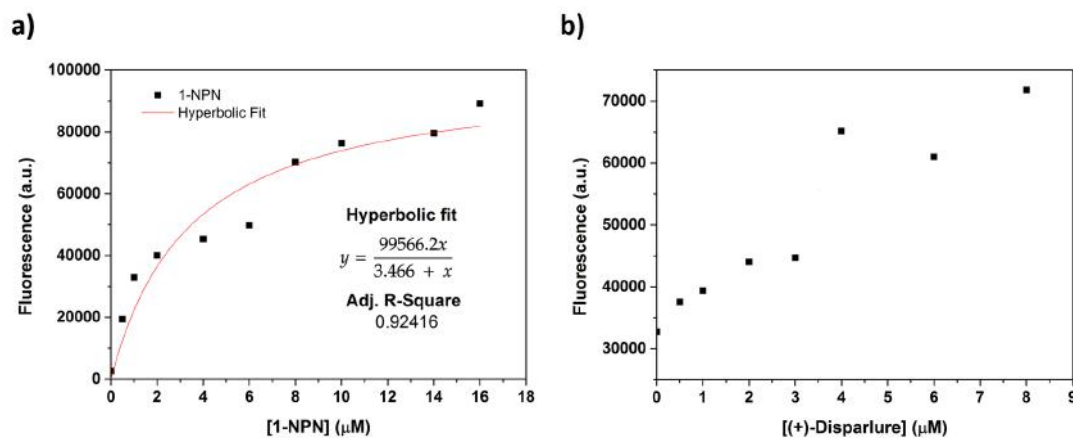 a)
100000
80000
60000
40000
20000
0
Fluorescence (a.u.)
1-NPN
Hyperbolic Fit
Hyperbolic fit
y = 99566.2x / 3.466 + x
Adj. R-Square
0.92416
0 2 4 6 8 10 12 14 16 18
[1-NPN] (µM)
b)
70000
60000
50000
40000
30000
Fluorescence (a.u.)
0 1 2 3 4 5 6 7 8 9
[(+)-Disparlure] (µM)